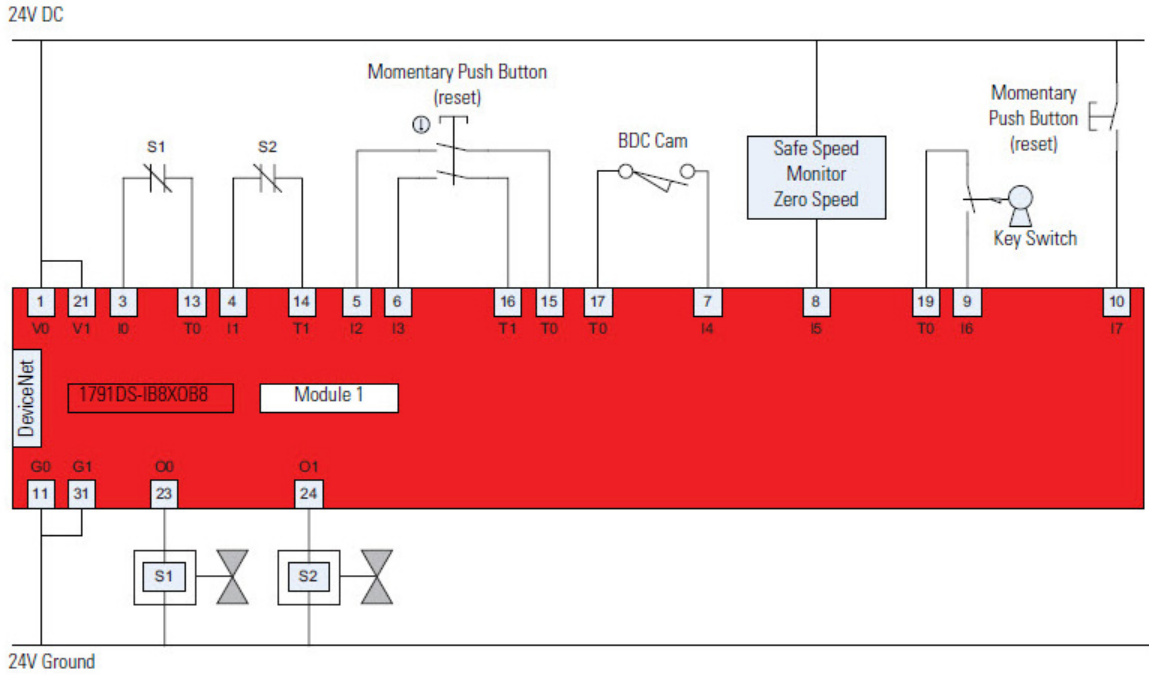 24V DC
Momentary Push Button
(reset)
S1
S2
BDC Cam
Safe Speed
Monitor
Zero Speed
Momentary
Push Button
(reset)
Key Switch
1 21 3 13 4 14 5 6 16 15 17 7 8 19 9 10
V0 V1 I0 T0 I1 T1 I2 I3 T1 T0 T0 I4 I5 T0 I6 I7
DeviceNet
1791DS-IB8XOB8
Module 1
G0 G1 O0 O1
11 31 23 24
S1 S2
24V Ground